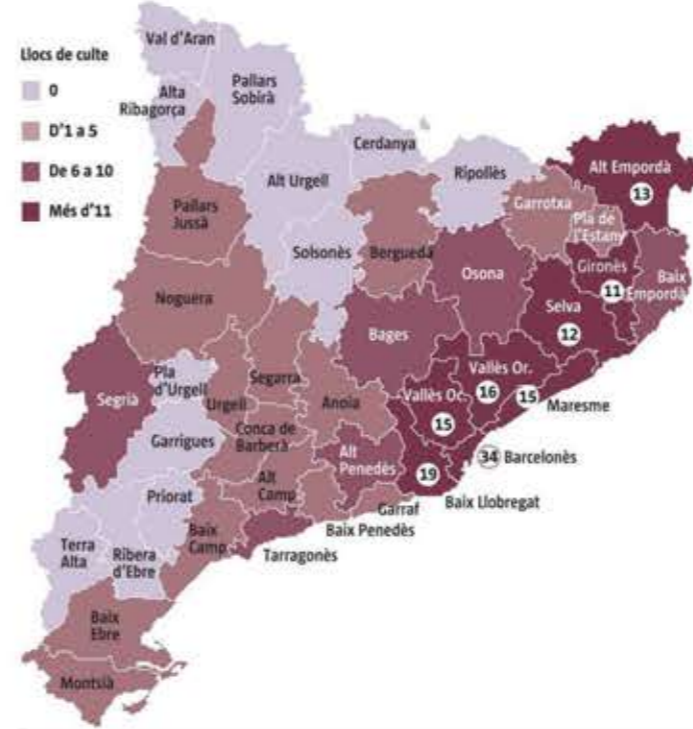 Llocs de culte
0
D'1 a 5
De 6 a 10
Més d'11
Val d'Aran
Alta
Ribagorça
Pallars
Sobirà
Cerdanya
Alt Urgell
Ripollès
Alt Empordà
13
Garrotxa
Pla de
l'Estany
Pallars
Jussà
Solsonès
Berguedà
Osona
Gironès
11
Baix
Empordà
Noguera
Bages
Selva
12
Segrià
Pla
d'Urgell
Urgell
Segarra
Anoia
Vallès Or.
16
Vallès Oc.
15
15
Maresme
Garrigues
Conca de
Barberà
Alt
Penedès
34 Barcelonès
19
Baix Llobregat
Priorat
Alt
Camp
Garraf
Baix Penedès
Baix
Camp
Tarragonès
Terra
Alta
Ribera
d'Ebre
Baix
Ebre
Montsià